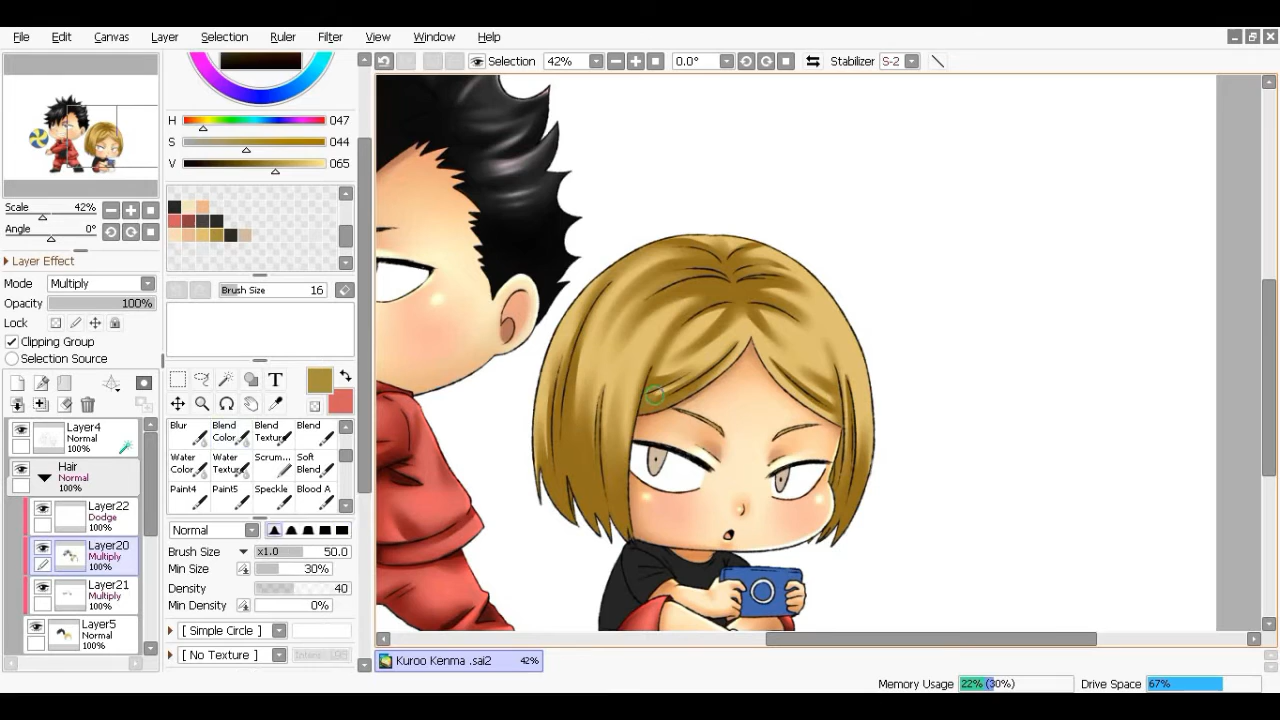 File Edit Canvas Layer Selection Ruler Filter View Window Help
Selection 42% 0.0° Stabilizer S-2
H 047
S 044
V 065
Scale 42%
Angle 0°
Layer Effect
Mode Multiply
Opacity 100%
Lock
Clipping Group
Selection Source
Brush Size 16
T
Layer4
Normal
100%
Hair
Normal
100%
Layer22
Dodge
100%
Layer20
Multiply
100%
Layer21
Multiply
100%
Layer5
Normal
100%
Blur Blend Color Blend Textur Blend
Water Color Water Textur Scrum... Soft Blend
Paint4 Paint5 Speckle Blood A
Normal
Brush Size x1.0 50.0
Min Size 30%
Density 40
Min Density 0%
[ Simple Circle ]
[ No Texture ]
Kuroo Kenma .sai2 42%
Memory Usage 22% (30%) Drive Space 67%